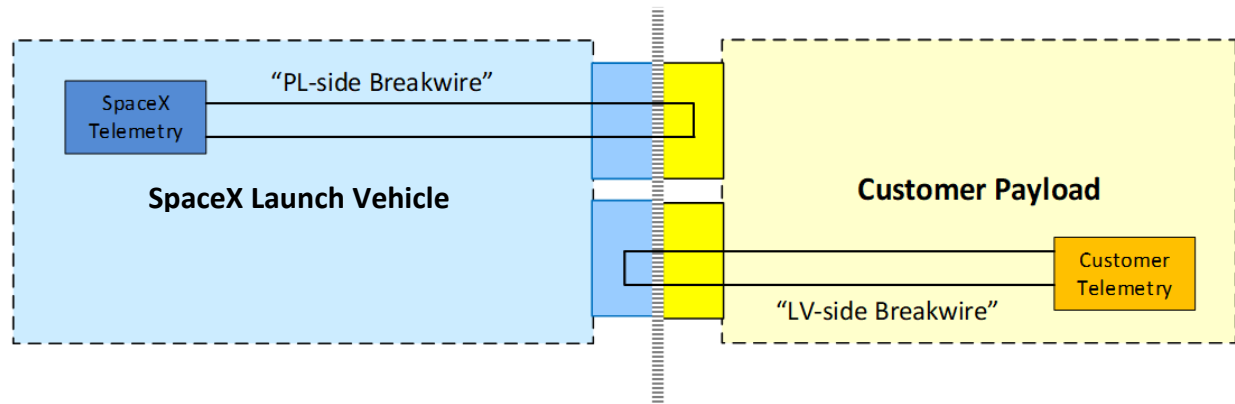 “PL-side Breakwire”
SpaceX
Telemetry
SpaceX Launch Vehicle
Customer Payload
Customer
Telemetry
“LV-side Breakwire”